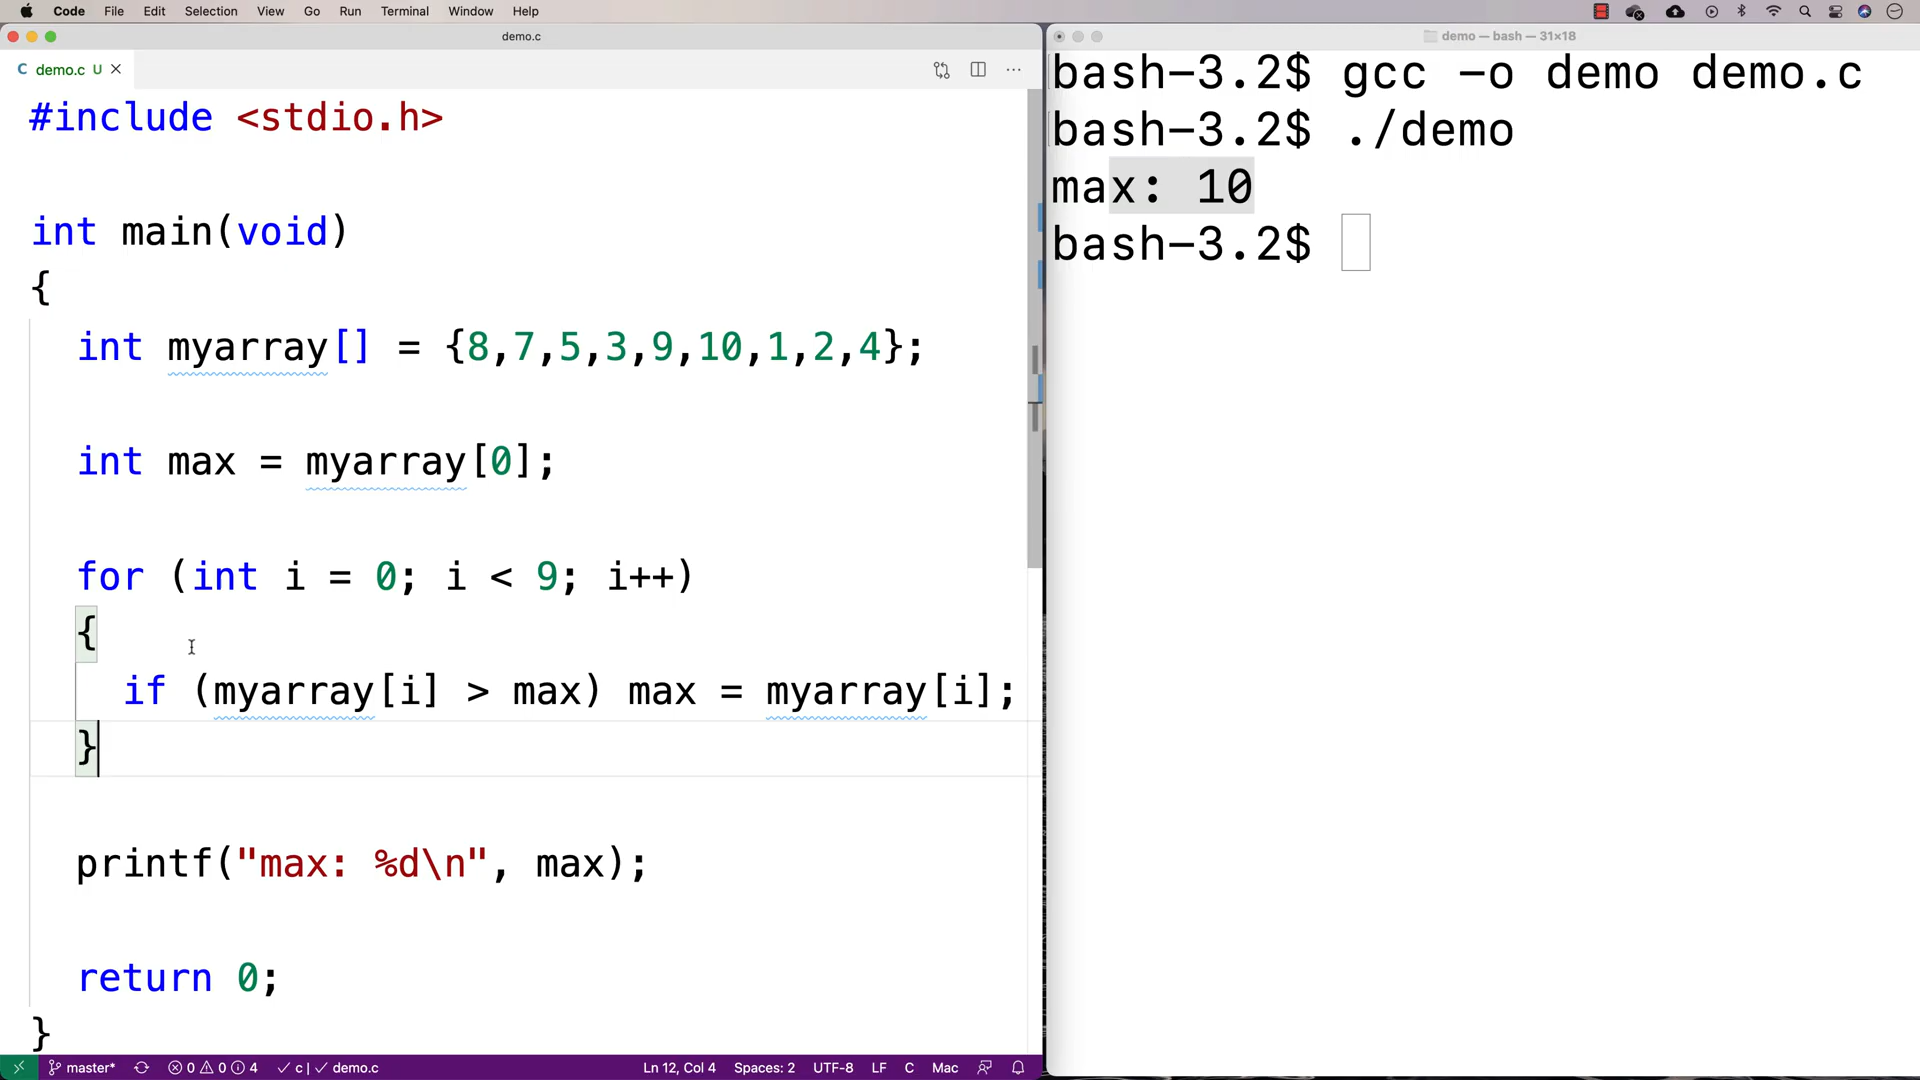 Code File Edit Selection View Go Run Terminal Window Help
demo.c
C demo.c U
#include <stdio.h>
int main(void)
{
int myarray[] = {8,7,5,3,9,10,1,2,4};
int max = myarray[0];
for (int i = 0; i < 9; i++)
{
if (myarray[i] > max) max = myarray[i];
}
printf("max: %d\n", max);
return 0;
}
master* 0 0 4 c | demo.c Ln 12, Col 4 Spaces: 2 UTF-8 LF C Mac
demo — bash — 31×18
bash-3.2$ gcc -o demo demo.c
bash-3.2$ ./demo
max: 10
bash-3.2$